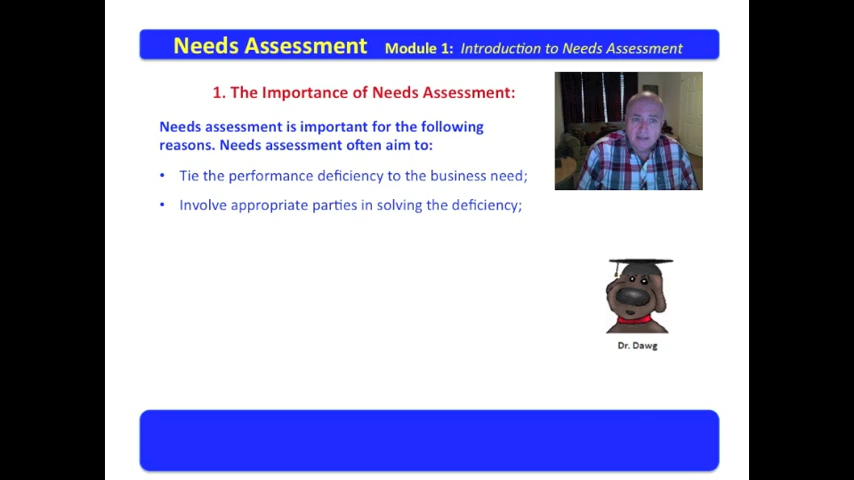 Needs Assessment Module 1: Introduction to Needs Assessment
1. The Importance of Needs Assessment:
Needs assessment is important for the following
reasons. Needs assessment often aim to:
• Tie the performance deficiency to the business need;
• Involve appropriate parties in solving the deficiency;
Dr. Dawg